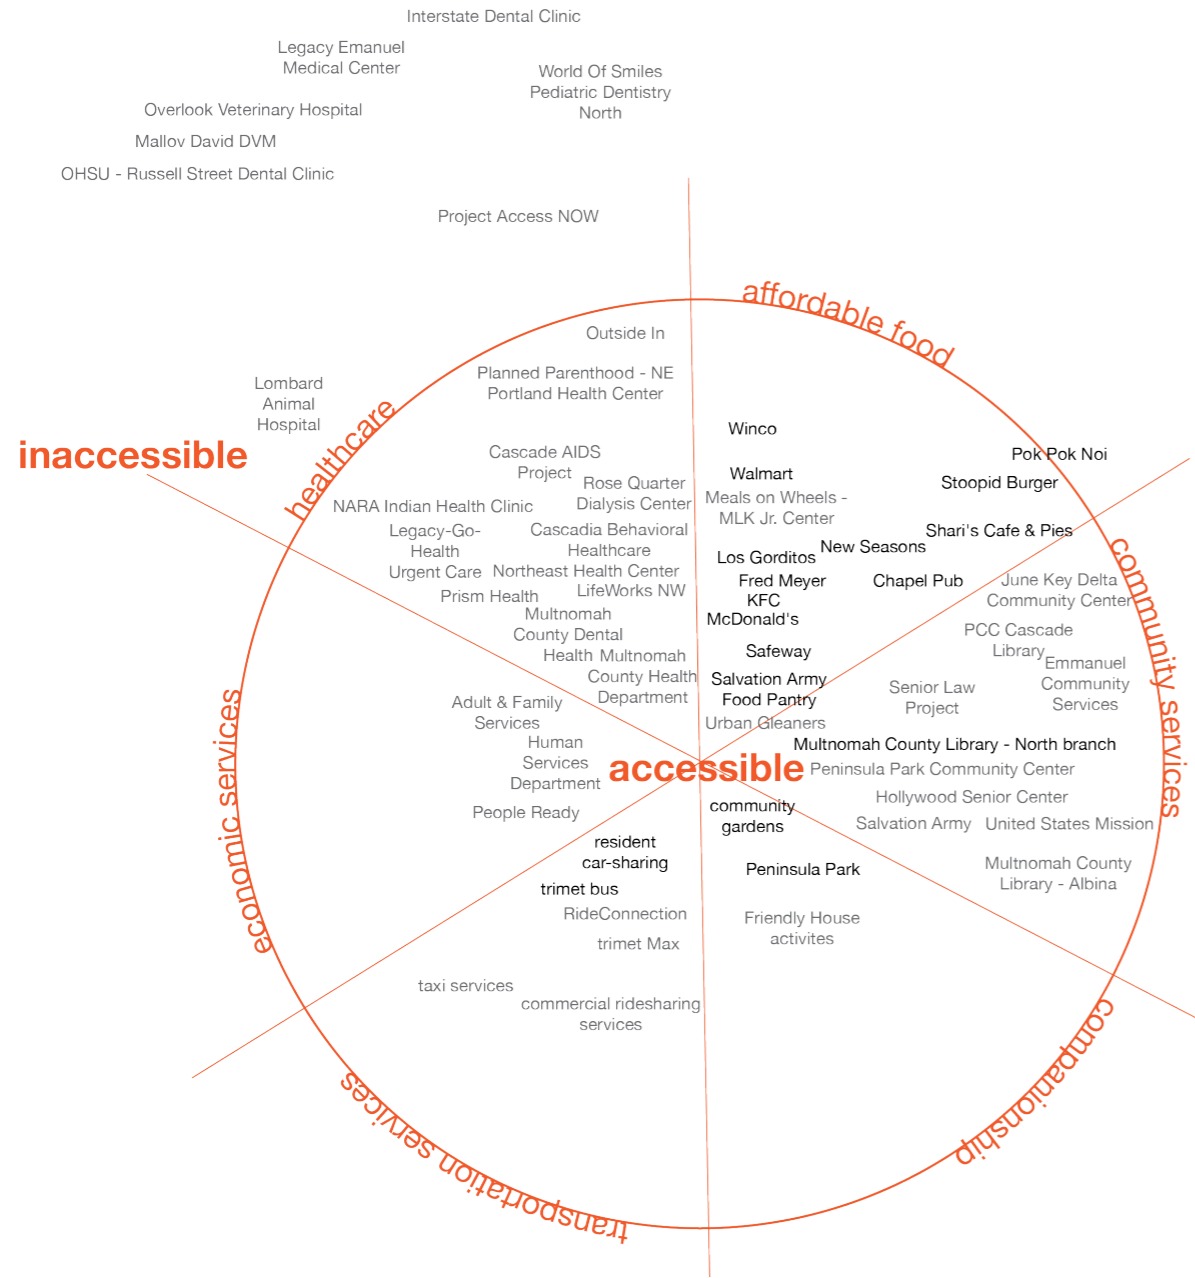 Interstate Dental Clinic
Legacy Emanuel
Medical Center
World Of Smiles
Pediatric Dentistry
North
Overlook Veterinary Hospital
Mallov David DVM
OHSU - Russell Street Dental Clinic
Project Access NOW
affordable food
Outside In
Planned Parenthood - NE
Portland Health Center
Lombard
Animal
Hospital
healthcare
inaccessible
Winco
Pok Pok Noi
Cascade AIDS
Project
Walmart
Stoopid Burger
Rose Quarter
Dialysis Center
Meals on Wheels -
MLK Jr. Center
NARA Indian Health Clinic
Legacy-Go-
Health
Urgent Care
Cascadia Behavioral
Healthcare
Shari's Cafe & Pies
New Seasons
Los Gorditos
Northeast Health Center
Fred Meyer
Chapel Pub
June Key Delta
Community Center
LifeWorks NW
Prism Health
KFC
McDonald's
Multnomah
County Dental
Health
PCC Cascade
Library
community services
Safeway
Multnomah
County Health
Department
Emmanuel
Community
Services
Salvation Army
Food Pantry
Senior Law
Project
Adult & Family
Services
Urban Gleaners
economic services
Human
Services
Department
Multnomah County Library - North branch
accessible
Peninsula Park Community Center
Hollywood Senior Center
People Ready
community
gardens
Salvation Army
United States Mission
resident
car-sharing
Peninsula Park
Multnomah County
Library - Albina
trimet bus
RideConnection
Friendly House
activites
trimet Max
taxi services
commercial ridesharing
services
companionship
transportation services